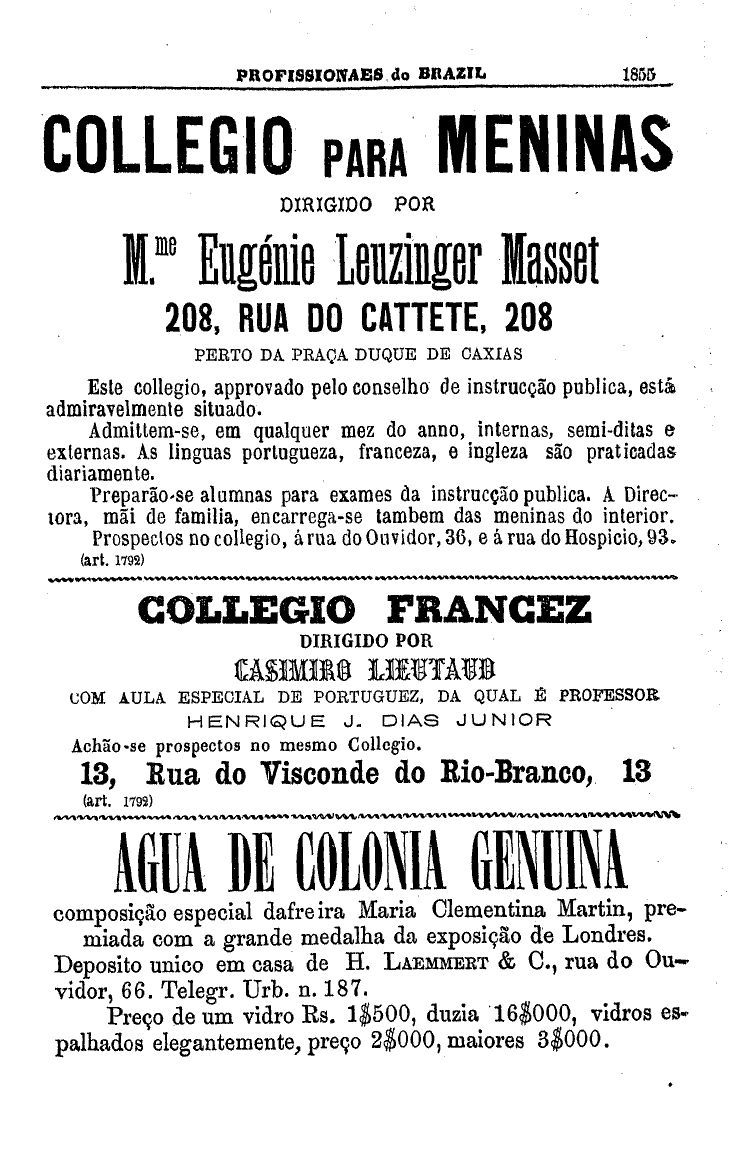 PROFISSIONAES do BRAZIL 1855
COLLEGIO PARA MENINAS
DIRIGIDO POR
M.me Eugénie Leuzinger Masset
208, RUA DO CATTETE, 208
PERTO DA PRAÇA DUQUE DE CAXIAS
Este collegio, approvado pelo conselho de instrucção publica, está
admiravelmente situado.
Admittem-se, em qualquer mez do anno, internas, semi-ditas e
externas. As linguas portugueza, franceza, e ingleza são praticadas
diariamente.
Preparão-se alumnas para exames da instrucção publica. A Direc-
tora, mãi de familia, encarrega-se tambem das meninas do interior.
Prospectos no collegio, á rua do Ouvidor, 36, e á rua do Hospicio, 93.
(art. 1792)
COLLEGIO FRANCEZ
DIRIGIDO POR
CASIMIRO LIEUTAUD
COM AULA ESPECIAL DE PORTUGUEZ, DA QUAL É PROFESSOR
HENRIQUE J. DIAS JUNIOR
Achão-se prospectos no mesmo Collegio.
13, Rua do Visconde do Rio-Branco, 13
(art. 1792)
AGUA DE COLONIA GENUINA
composição especial dafreira Maria Clementina Martin, pre-
miada com a grande medalha da exposição de Londres.
Deposito unico em casa de H. LAEMMERT & C., rua do Ou-
vidor, 66. Telegr. Urb. n. 187.
Preço de um vidro Rs. 1$500, duzia 16$000, vidros es-
palhados elegantemente, preço 2$000, maiores 3$000.